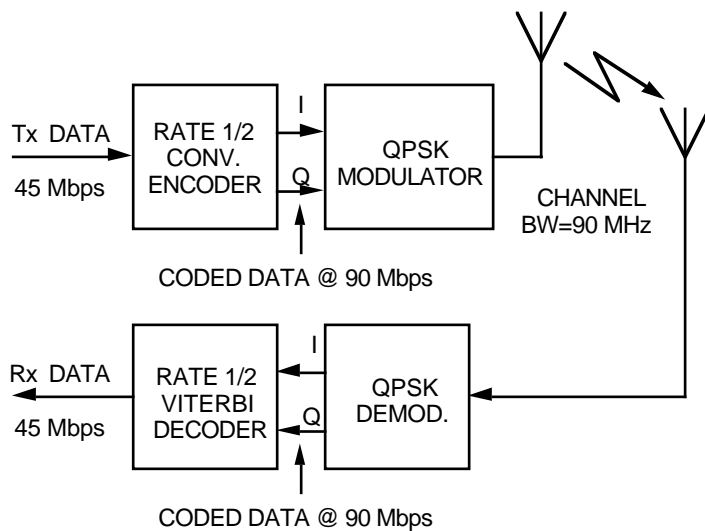 Tx DATA
45 Mbps
RATE 1/2
CONV.
ENCODER
I
Q
QPSK
MODULATOR
CHANNEL
BW=90 MHz
CODED DATA @ 90 Mbps
Rx DATA
45 Mbps
RATE 1/2
VITERBI
DECODER
I
Q
QPSK
DEMOD.
CODED DATA @ 90 Mbps